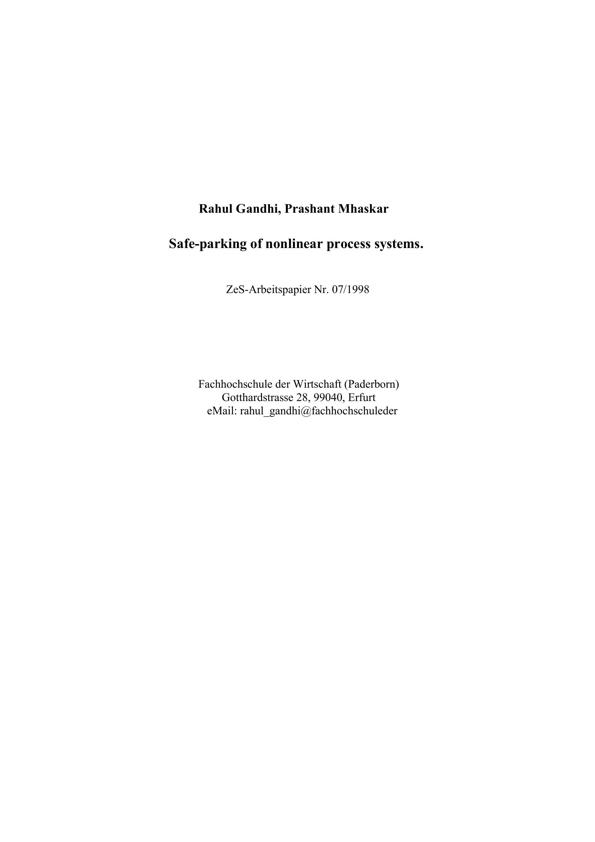 Rahul Gandhi, Prashant Mhaskar
Safe-parking of nonlinear process systems.
ZeS-Arbeitspapier Nr. 07/1998
Fachhochschule der Wirtschaft (Paderborn)
Gotthardstrasse 28, 99040, Erfurt
eMail: rahul_gandhi@fachhochschuleder